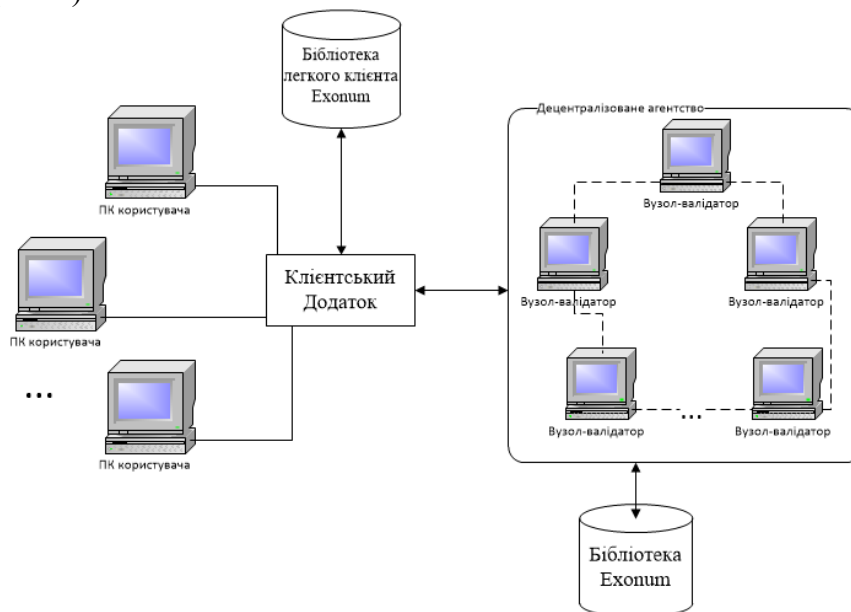 )
Бібліотека
легкого клієнта
Exonum
Децентралізоване агентство
ПК користувача
Вузол-валідатор
Вузол-валідатор
Вузол-валідатор
Клієнтський
Додаток
ПК користувача
...
ПК користувача
Вузол-валідатор
...
Вузол-валідатор
Бібліотека
Exonum